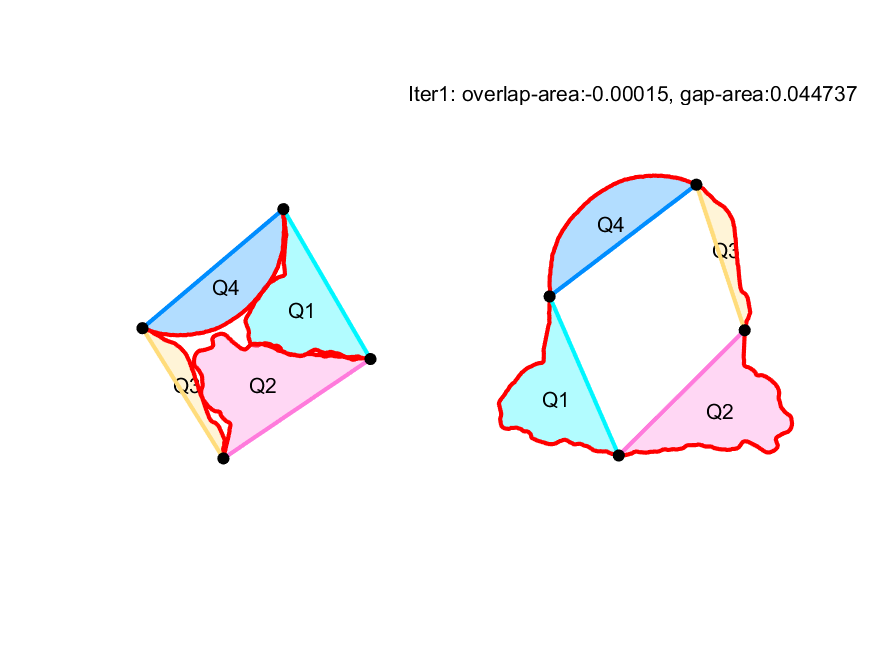 Iter1: overlap-area:-0.00015, gap-area:0.044737
Q4
Q1
Q3
Q2
Q4
Q3
Q1
Q2